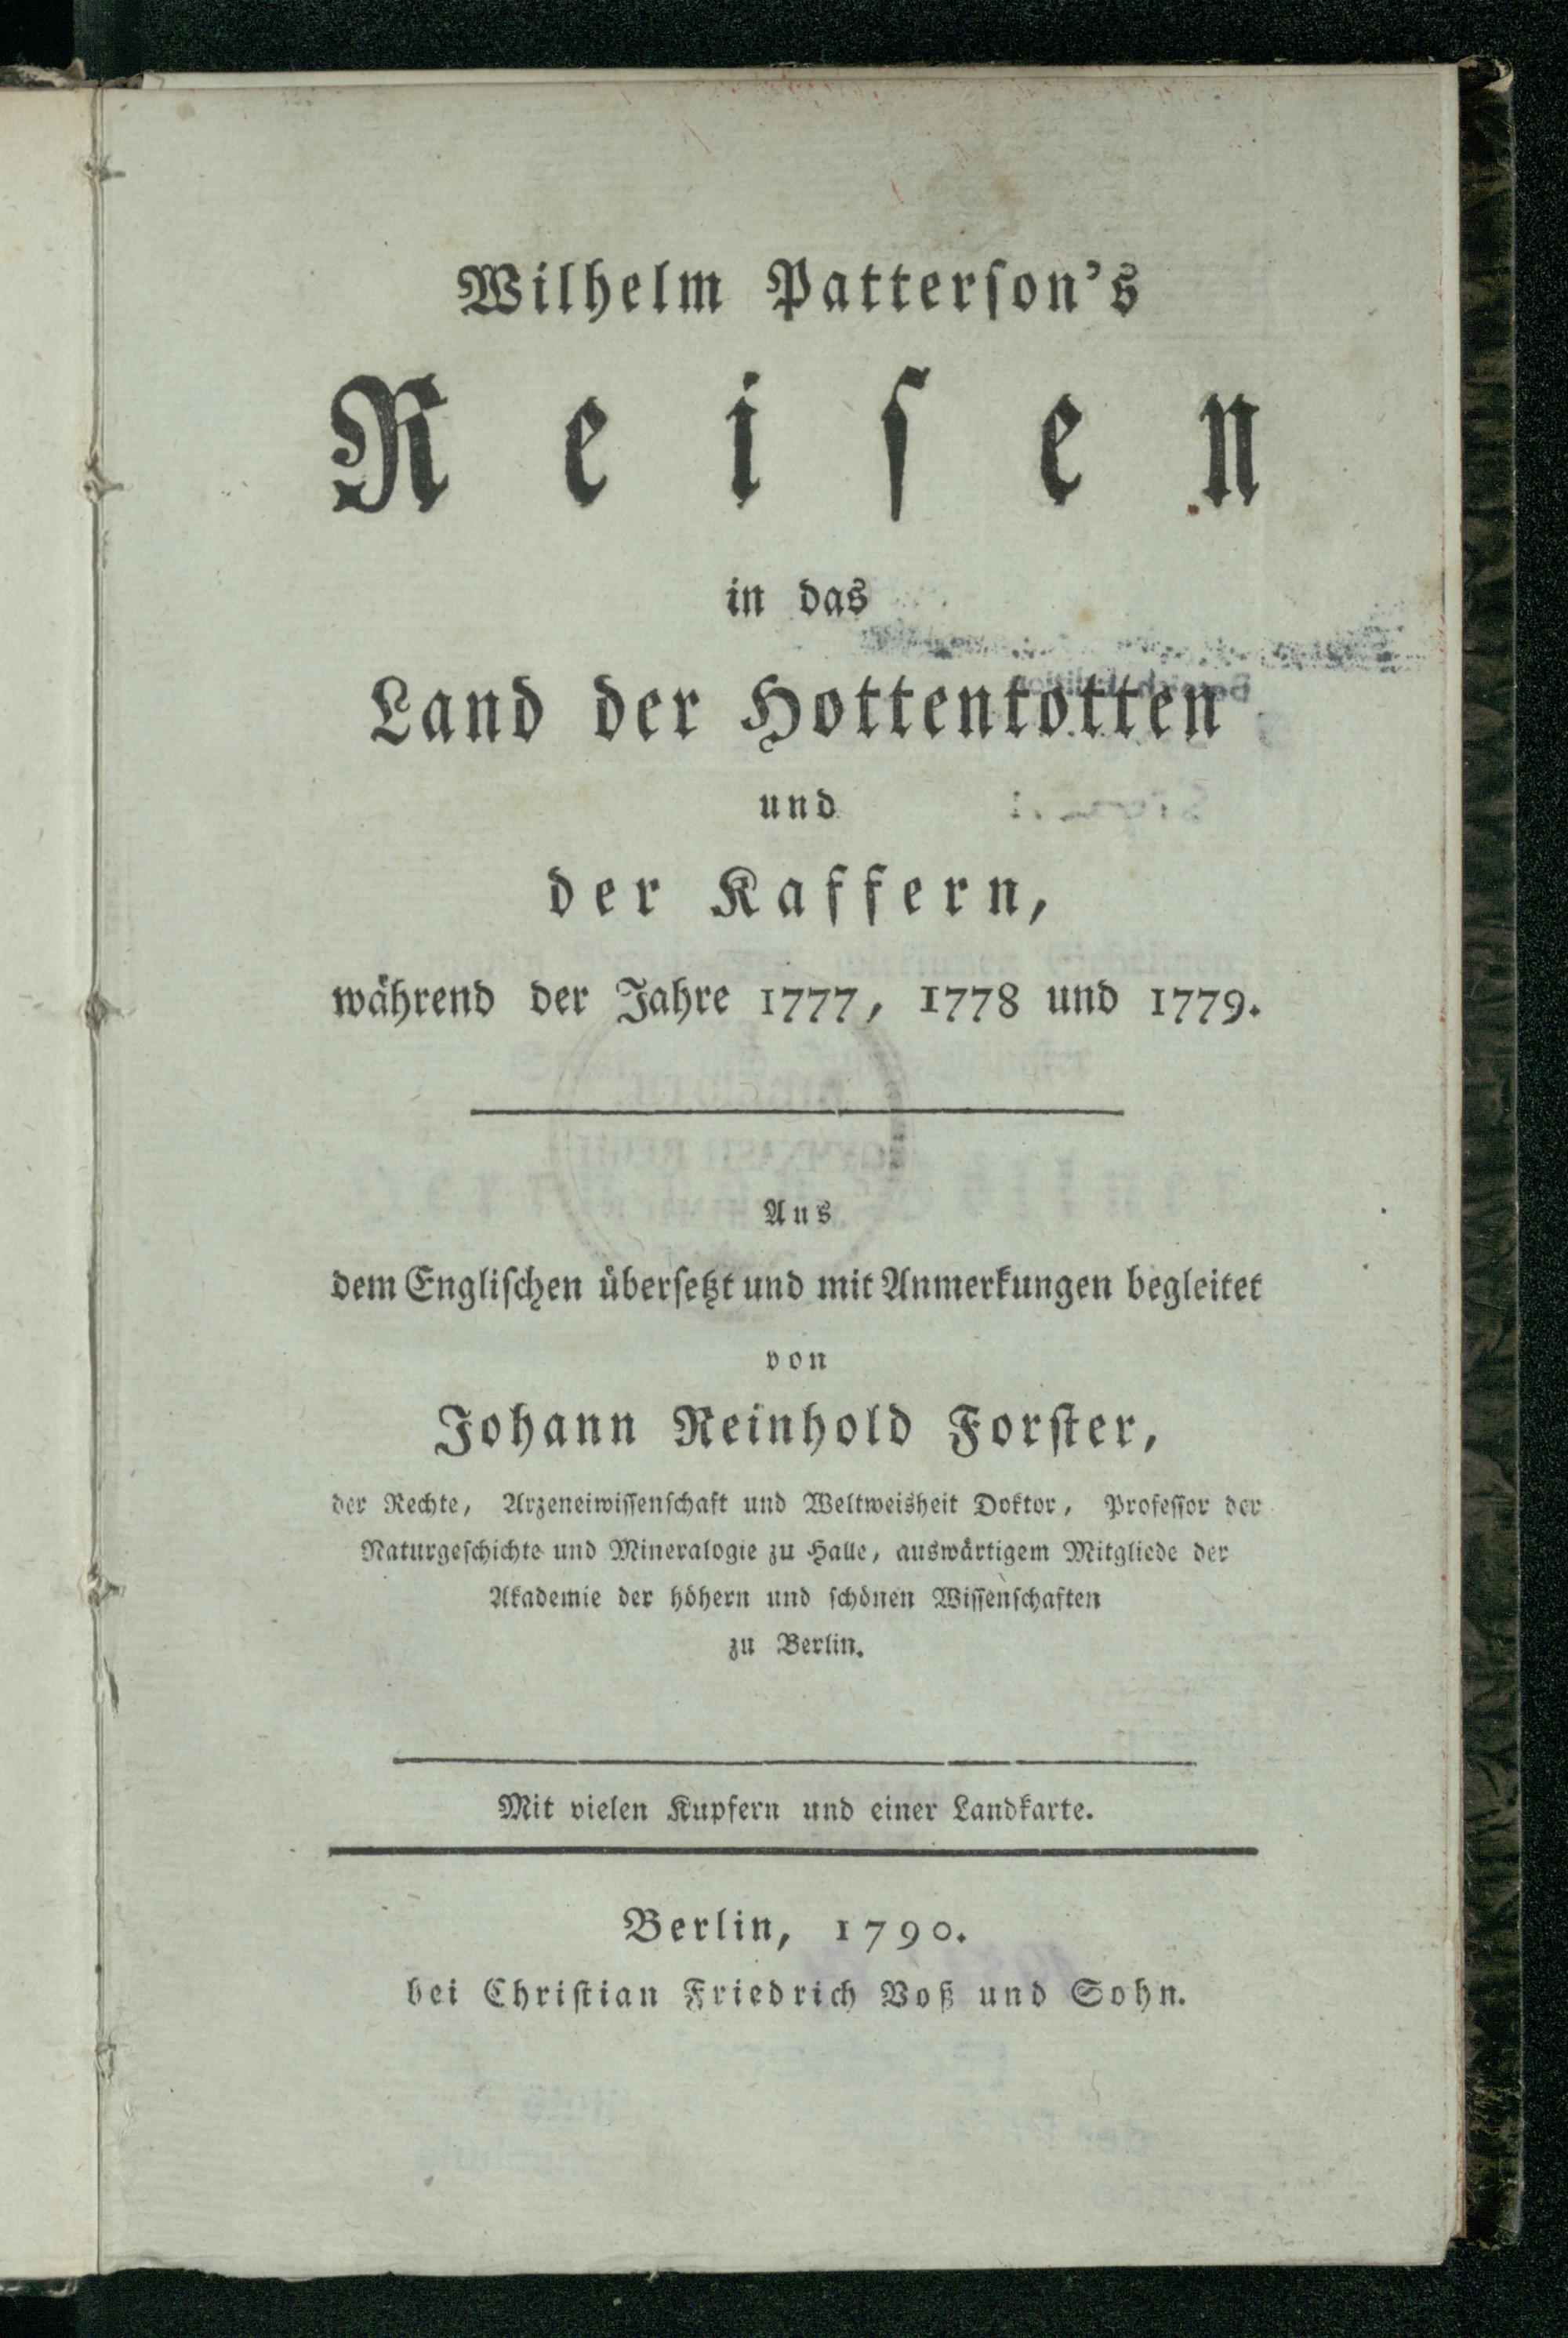 Wilhelm Patterſon's
Reiſen
in das
Land der Hottentotten
und
der Kaffern,
während der Jahre 1777, 1778 und 1779.
Aus
dem Engliſchen überſetzt und mit Anmerkungen begleitet
von
Johann Reinhold Forſter,
der Rechte, Arzeneiwiſſenſchaft und Weltweisheit Doktor, Profeſſor der
Naturgeſchichte und Mineralogie zu Halle, auswärtigem Mitgliede der
Akademie der höhern und ſchönen Wiſſenſchaften
zu Berlin.
Mit vielen Kupfern und einer Landkarte.
Berlin, 1790.
bei Chriſtian Friedrich Voß und Sohn.